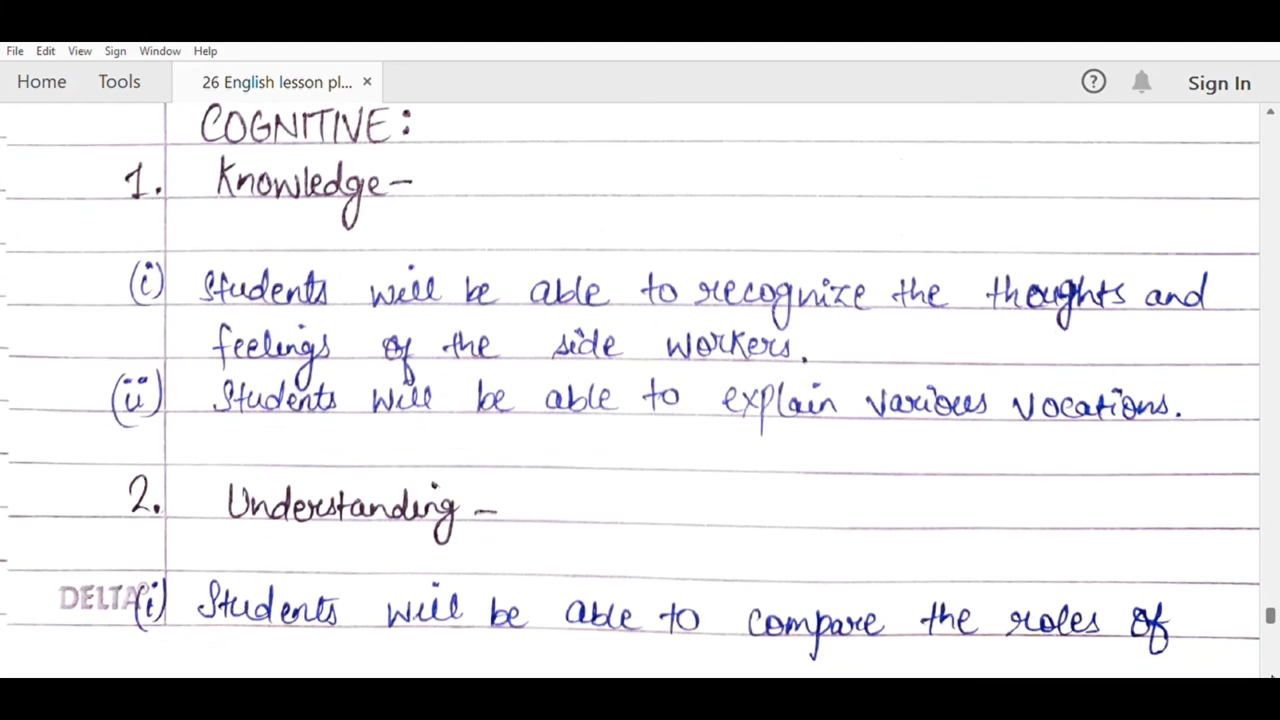 File Edit View Sign Window Help
Home Tools 26 English lesson pl... × ? Sign In
COGNITIVE:
1. Knowledge -
(i) Students will be able to recognize the thoughts and
feelings of the side workers.
(ii) Students will be able to explain various vocations.
2. Understanding -
DELTA (i) Students will be able to compare the roles of